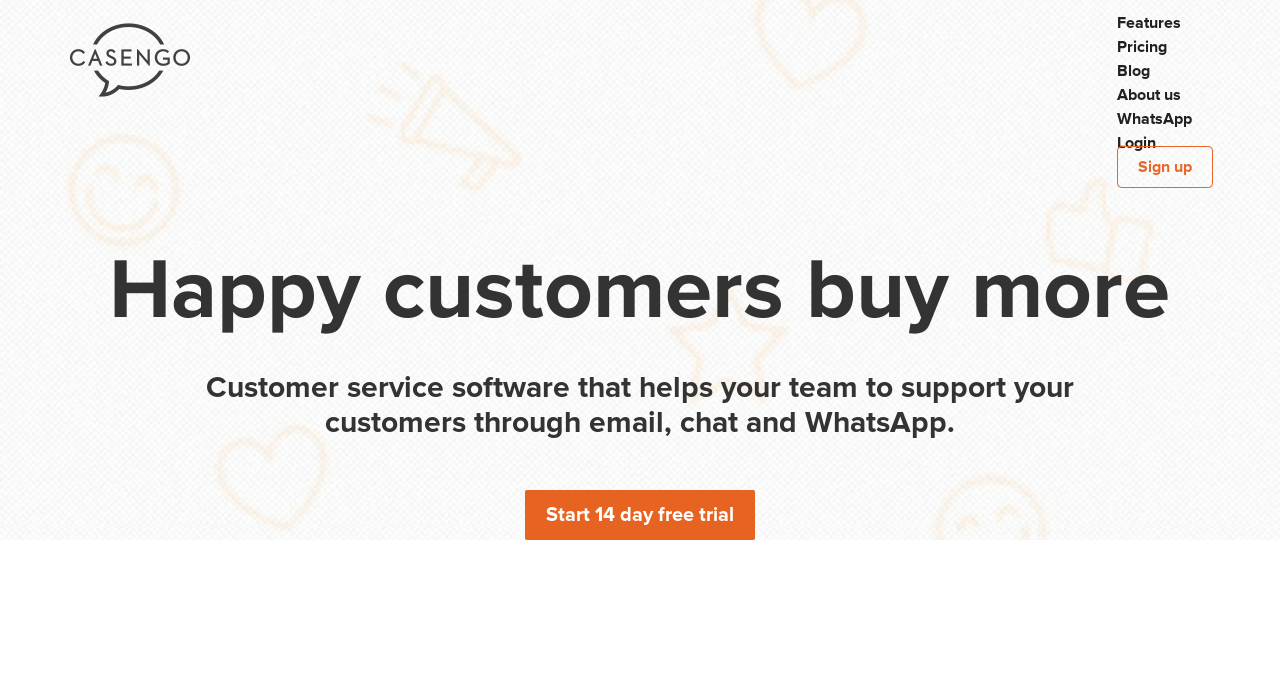 CASENGO
Features
Pricing
Blog
About us
WhatsApp
Login
Sign up
Happy customers buy more
Customer service software that helps your team to support your
customers through email, chat and WhatsApp.
Start 14 day free trial